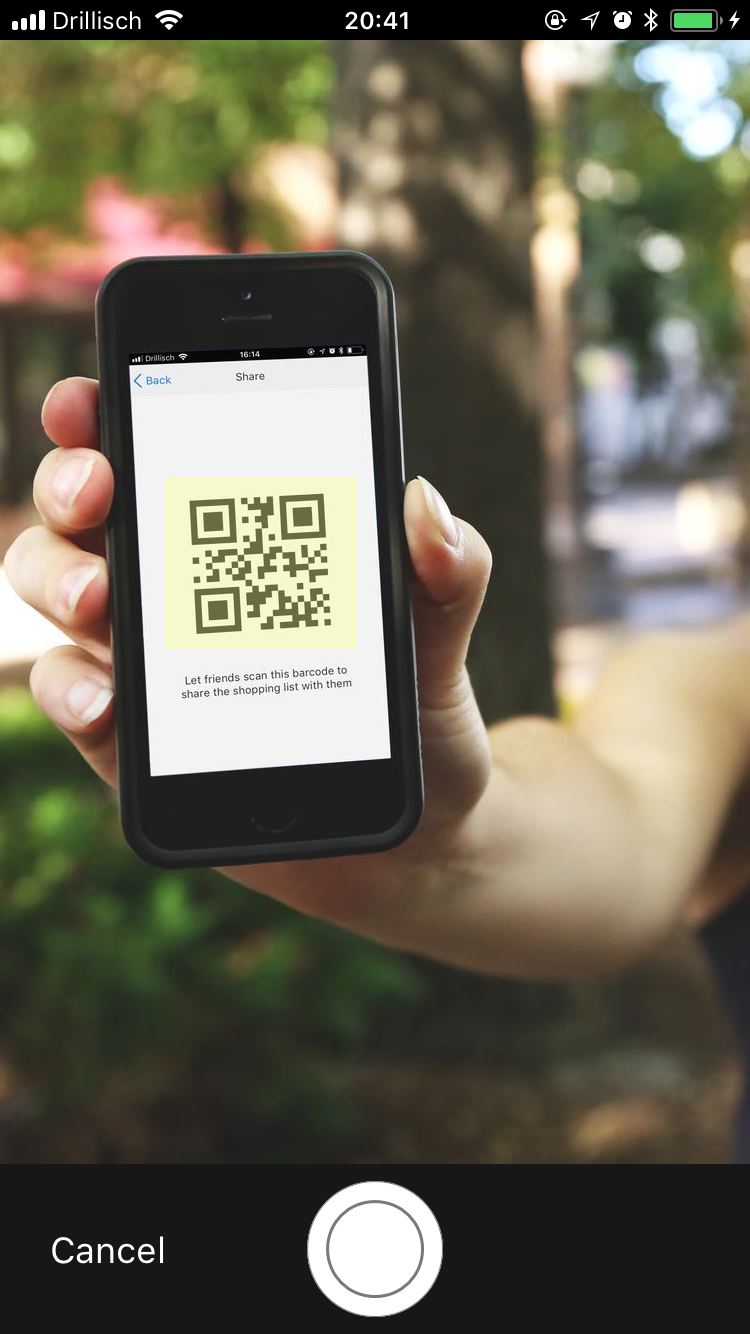 Drillisch 20:41
Drillisch 16:14
Back Share
Let friends scan this barcode to
share the shopping list with them
Cancel